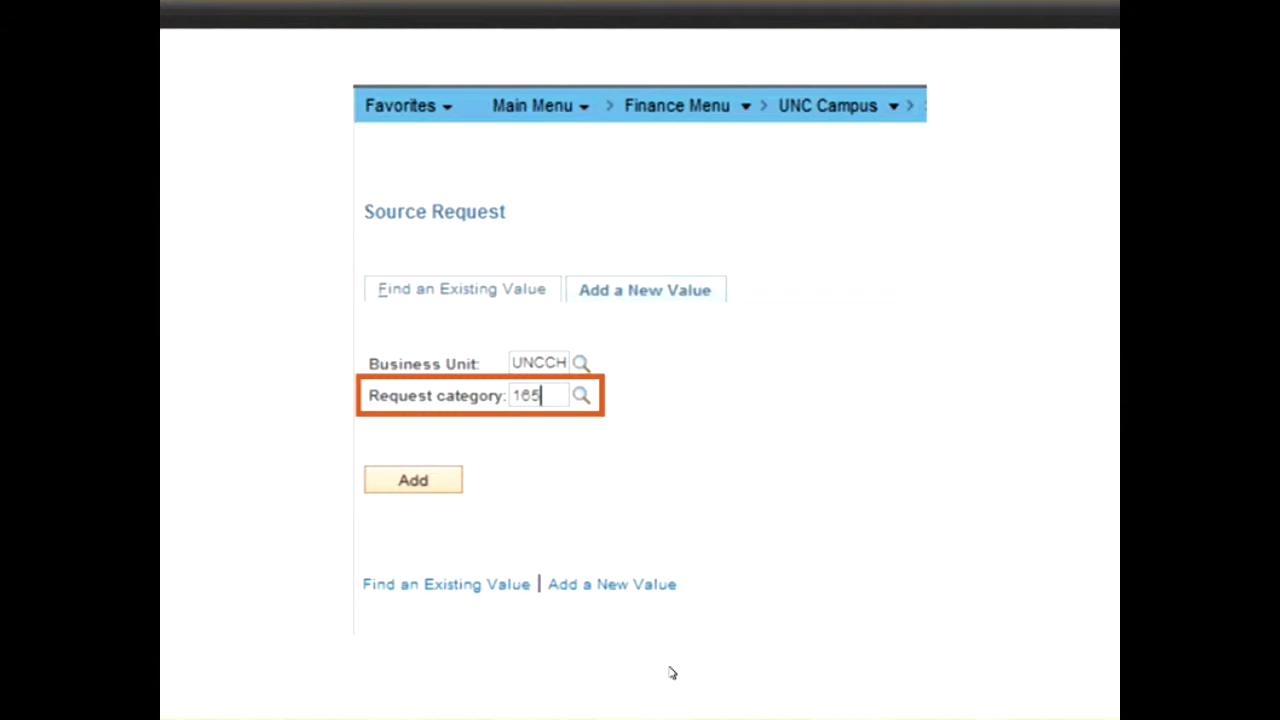 Favorites Main Menu > Finance Menu > UNC Campus >
Source Request
Find an Existing Value Add a New Value
Business Unit: UNCCH
Request category: 165
Add
Find an Existing Value | Add a New Value